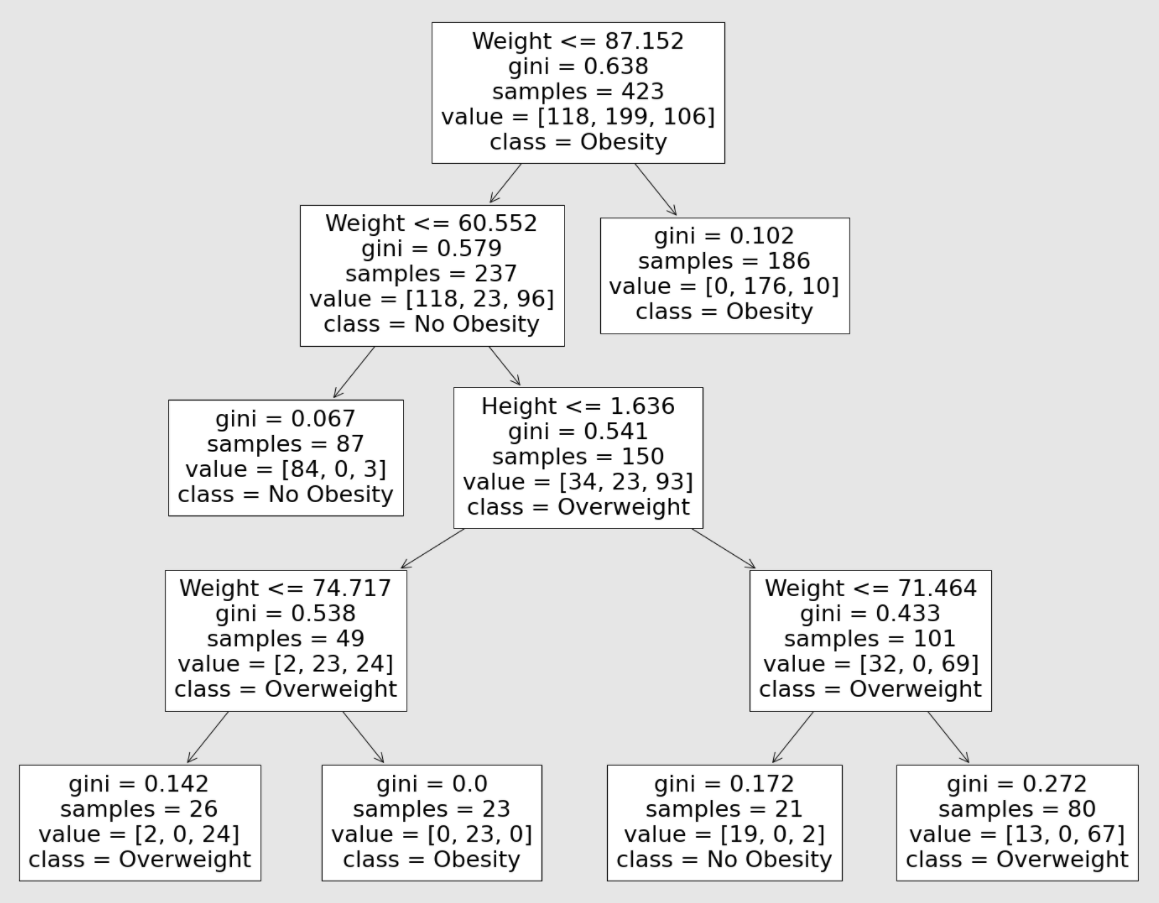 Weight <= 87.152
gini = 0.638
samples = 423
value = [118, 199, 106]
class = Obesity
Weight <= 60.552
gini = 0.579
samples = 237
value = [118, 23, 96]
class = No Obesity
gini = 0.102
samples = 186
value = [0, 176, 10]
class = Obesity
gini = 0.067
samples = 87
value = [84, 0, 3]
class = No Obesity
Height <= 1.636
gini = 0.541
samples = 150
value = [34, 23, 93]
class = Overweight
Weight <= 74.717
gini = 0.538
samples = 49
value = [2, 23, 24]
class = Overweight
Weight <= 71.464
gini = 0.433
samples = 101
value = [32, 0, 69]
class = Overweight
gini = 0.142
samples = 26
value = [2, 0, 24]
class = Overweight
gini = 0.0
samples = 23
value = [0, 23, 0]
class = Obesity
gini = 0.172
samples = 21
value = [19, 0, 2]
class = No Obesity
gini = 0.272
samples = 80
value = [13, 0, 67]
class = Overweight